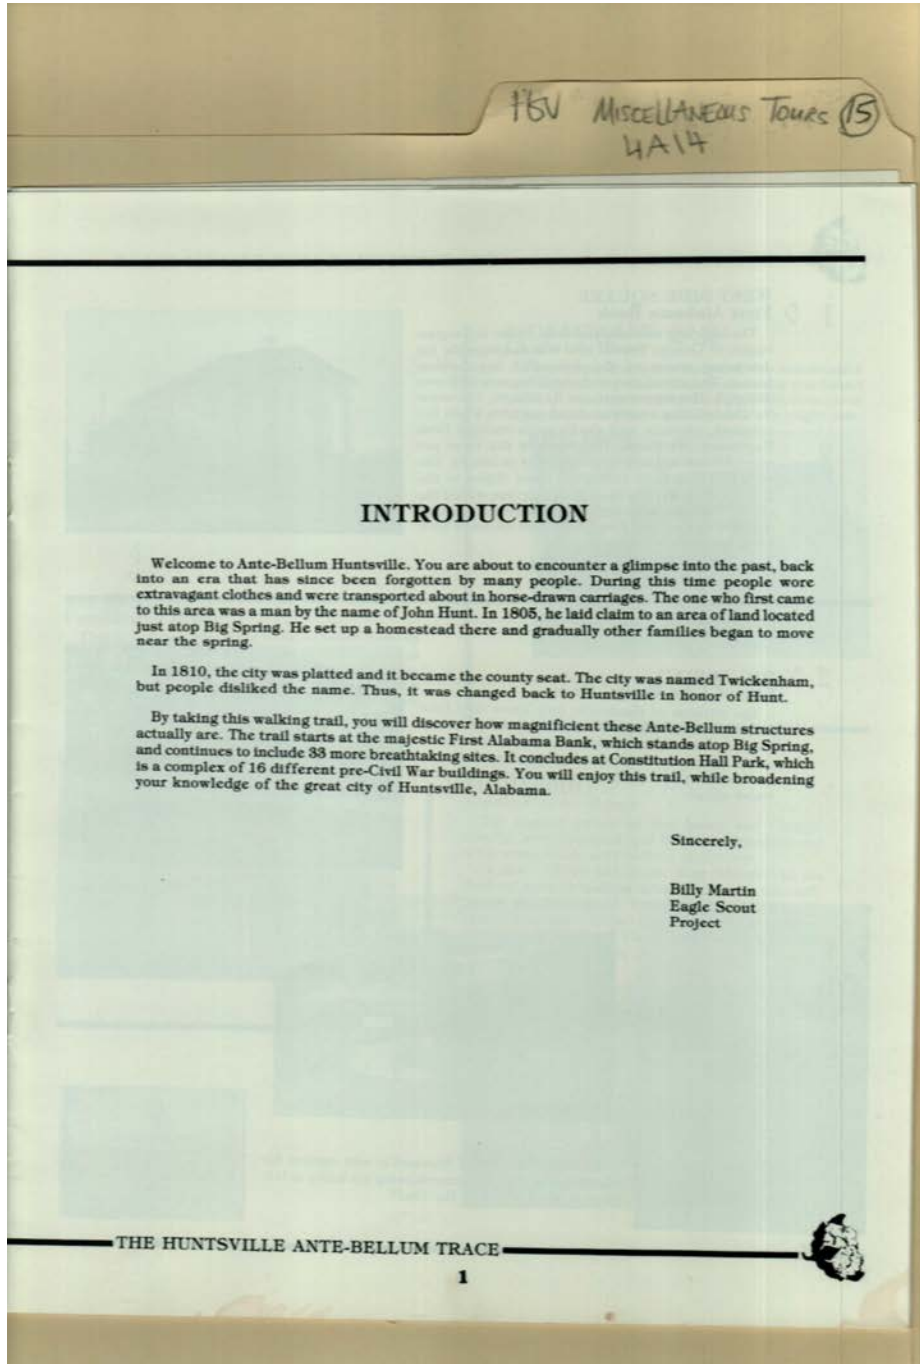 HSV MISCELLANEOUS TOURS 15
4A14
INTRODUCTION
Welcome to Ante-Bellum Huntsville. You are about to encounter a glimpse into the past, back
into an era that has since been forgotten by many people. During this time people wore
extravagant clothes and were transported about in horse-drawn carriages. The one who first came
to this area was a man by the name of John Hunt. In 1805, he laid claim to an area of land located
just atop Big Spring. He set up a homestead there and gradually other families began to move
near the spring.
In 1810, the city was platted and it became the county seat. The city was named Twickenham,
but people disliked the name. Thus, it was changed back to Huntsville in honor of Hunt.
By taking this walking trail, you will discover how magnificient these Ante-Bellum structures
actually are. The trail starts at the majestic First Alabama Bank, which stands atop Big Spring,
and continues to include 33 more breathtaking sites. It concludes at Constitution Hall Park, which
is a complex of 16 different pre-Civil War buildings. You will enjoy this trail, while broadening
your knowledge of the great city of Huntsville, Alabama.
Sincerely,
Billy Martin
Eagle Scout
Project
THE HUNTSVILLE ANTE-BELLUM TRACE
1